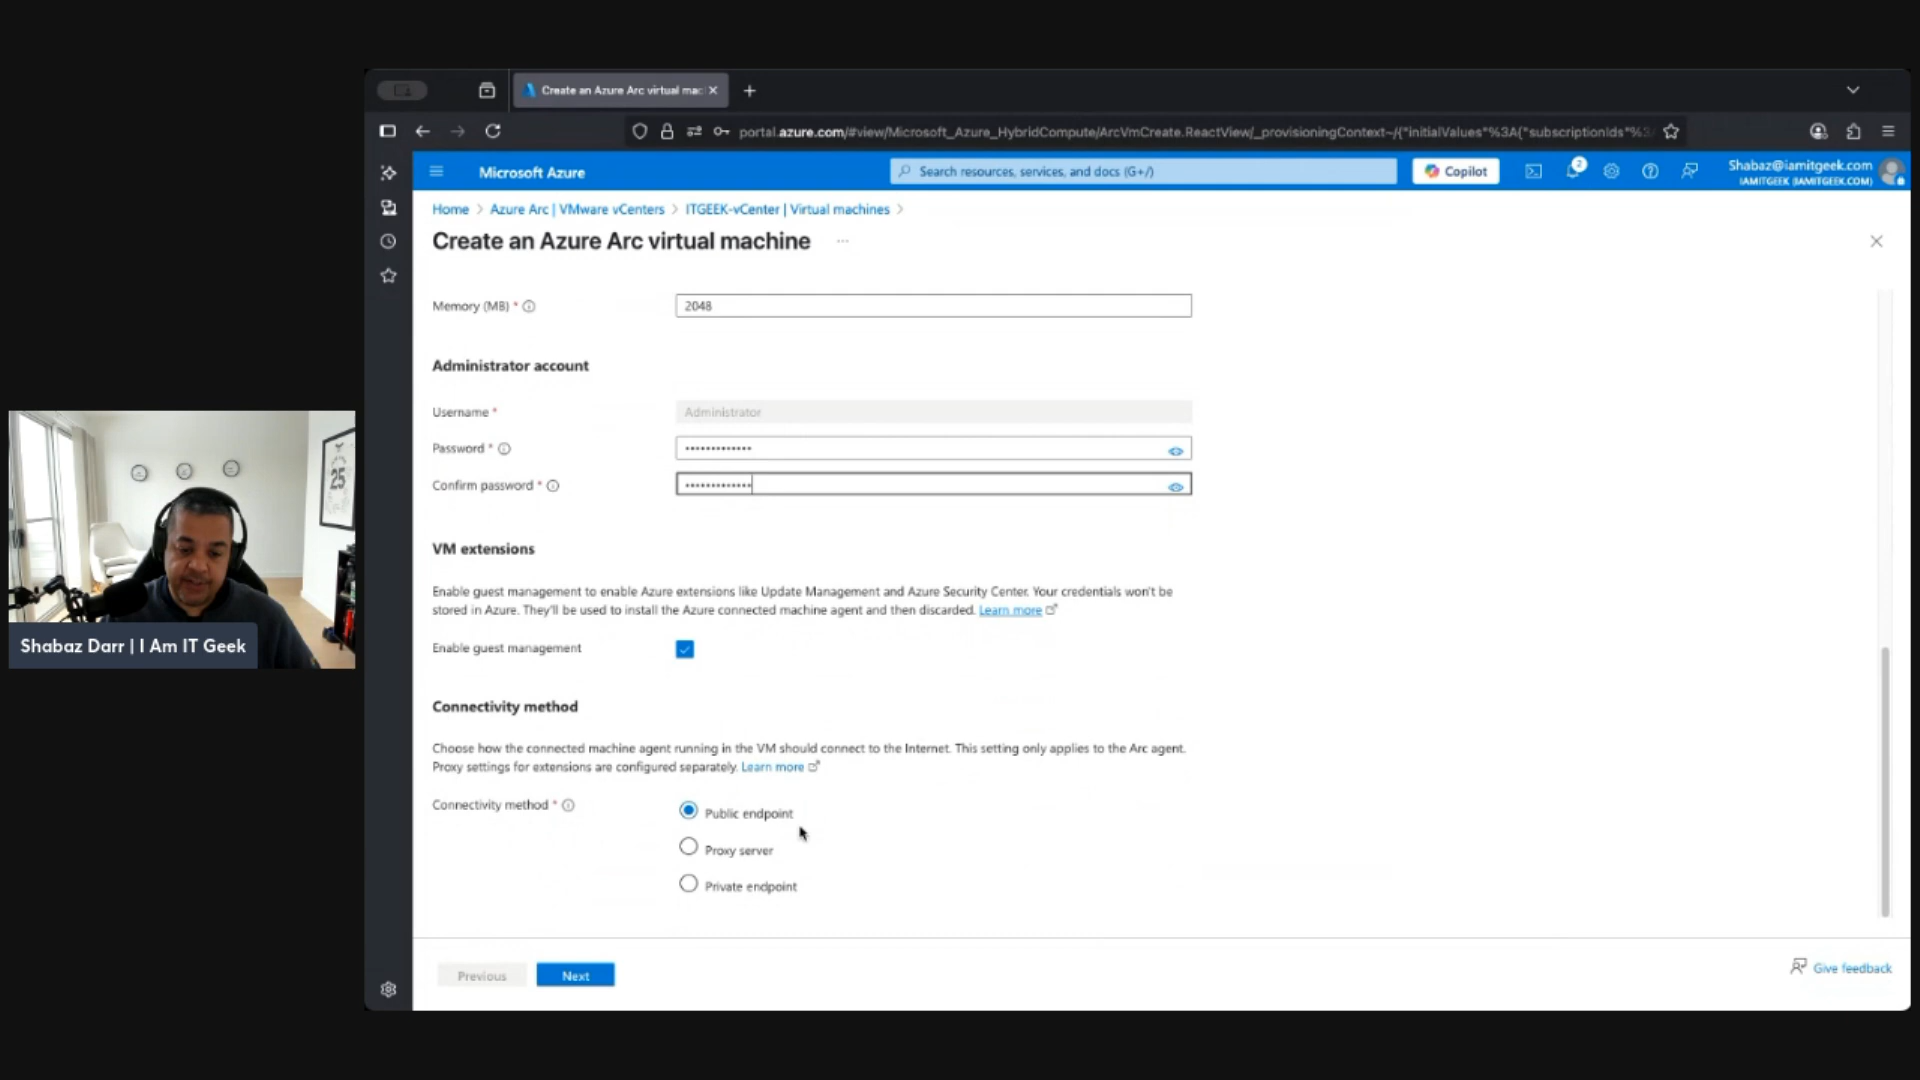 Create an Azure Arc virtual mac
portal.azure.com/#view/Microsoft_Azure_HybridCompute/ArcVmCreate.ReactView/_provisioningContext~/{"initialValues"%3A{"subscriptionIds"%3
Microsoft Azure
Search resources, services, and docs (G+/)
Copilot
2
Shabaz@iamitgeek.com
IAMITGEEK (IAMITGEEK.COM)
Home > Azure Arc | VMware vCenters > ITGEEK-vCenter | Virtual machines >
Create an Azure Arc virtual machine ...
Memory (MB) *
2048
Administrator account
Username *
Administrator
Password *
•••••••••••••
Confirm password *
•••••••••••••
VM extensions
Enable guest management to enable Azure extensions like Update Management and Azure Security Center. Your credentials won't be
stored in Azure. They'll be used to install the Azure connected machine agent and then discarded. Learn more
Enable guest management
Connectivity method
Choose how the connected machine agent running in the VM should connect to the Internet. This setting only applies to the Arc agent.
Proxy settings for extensions are configured separately. Learn more
Connectivity method *
Public endpoint
Proxy server
Private endpoint
Previous
Next
Give feedback
25
Shabaz Darr | I Am IT Geek